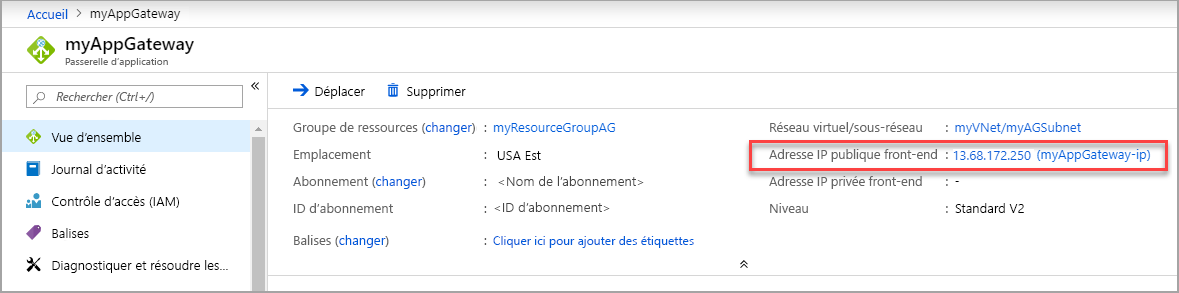 Accueil > myAppGateway
myAppGateway
Passerelle d'application
Rechercher (Ctrl+/)
«
Vue d'ensemble
Journal d'activité
Contrôle d'accès (IAM)
Balises
Diagnostiquer et résoudre les...
Déplacer Supprimer
Groupe de ressources (changer) : myResourceGroupAG
Emplacement : USA Est
Abonnement (changer) : <Nom de l'abonnement>
ID d'abonnement : <ID d'abonnement>
Balises (changer) : Cliquer ici pour ajouter des étiquettes
Réseau virtuel/sous-réseau : myVNet/myAGSubnet
Adresse IP publique front-end : 13.68.172.250 (myAppGateway-ip)
Adresse IP privée front-end : -
Niveau : Standard V2